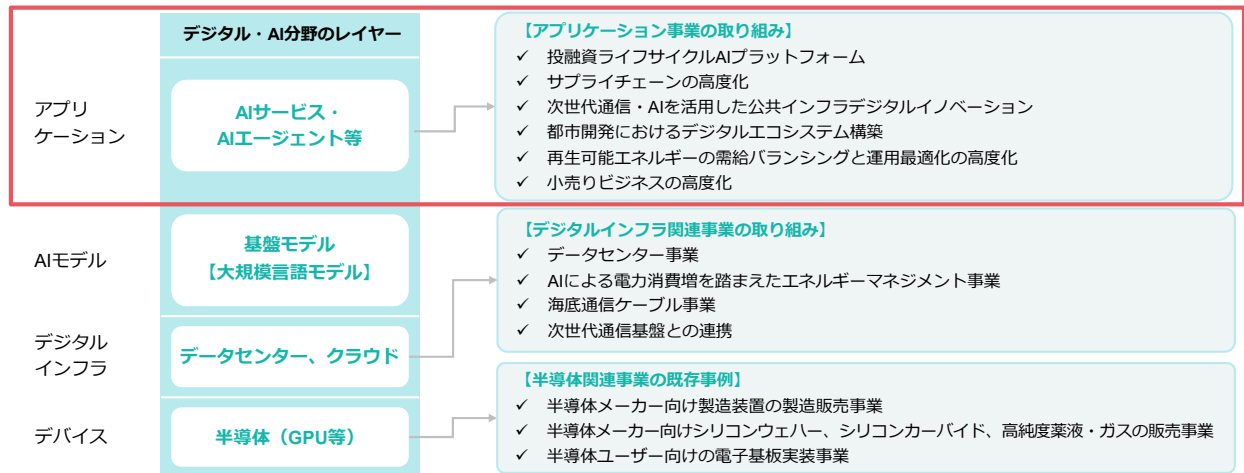 デジタル・AI分野のレイヤー
アプリ
ケーション
AIサービス・
AIエージェント等
【アプリケーション事業の取り組み】
✓ 投融資ライフサイクルAIプラットフォーム
✓ サプライチェーンの高度化
✓ 次世代通信・AIを活用した公共インフラデジタルイノベーション
✓ 都市開発におけるデジタルエコシステム構築
✓ 再生可能エネルギーの需給バランシングと運用最適化の高度化
✓ 小売りビジネスの高度化
AIモデル
基盤モデル
【大規模言語モデル】
デジタル
インフラ
データセンター、クラウド
【デジタルインフラ関連事業の取り組み】
✓ データセンター事業
✓ AIによる電力消費増を踏まえたエネルギーマネジメント事業
✓ 海底通信ケーブル事業
✓ 次世代通信基盤との連携
デバイス
半導体（GPU等）
【半導体関連事業の既存事例】
✓ 半導体メーカー向け製造装置の製造販売事業
✓ 半導体メーカー向けシリコンウェハー、シリコンカーバイド、高純度薬液・ガスの販売事業
✓ 半導体ユーザー向けの電子基板実装事業